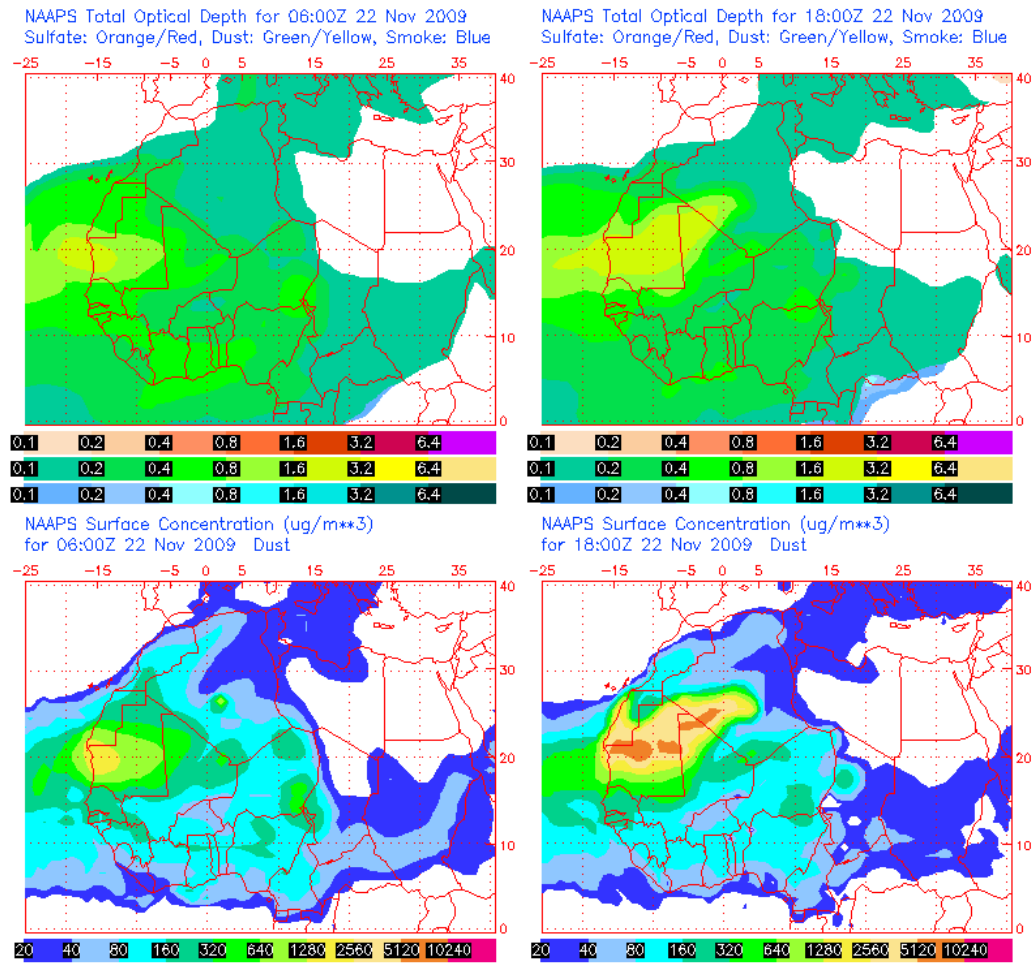 NAAPS Total Optical Depth for 06:00Z 22 Nov 2009
Sulfate: Orange/Red, Dust: Green/Yellow, Smoke: Blue
-25 -15 -5 5 15 25 35
40
30
20
10
0
0.1 0.2 0.4 0.8 1.6 3.2 6.4
0.1 0.2 0.4 0.8 1.6 3.2 6.4
0.1 0.2 0.4 0.8 1.6 3.2 6.4
NAAPS Total Optical Depth for 18:00Z 22 Nov 2009
Sulfate: Orange/Red, Dust: Green/Yellow, Smoke: Blue
-25 -15 -5 5 15 25 35
40
30
20
10
0
0.1 0.2 0.4 0.8 1.6 3.2 6.4
0.1 0.2 0.4 0.8 1.6 3.2 6.4
0.1 0.2 0.4 0.8 1.6 3.2 6.4
NAAPS Surface Concentration (ug/m**3)
for 06:00Z 22 Nov 2009 Dust
-25 -15 -5 5 15 25 35
40
30
20
10
0
20 40 80 160 320 640 1280 2560 5120 10240
NAAPS Surface Concentration (ug/m**3)
for 18:00Z 22 Nov 2009 Dust
-25 -15 -5 5 15 25 35
40
30
20
10
0
20 40 80 160 320 640 1280 2560 5120 10240